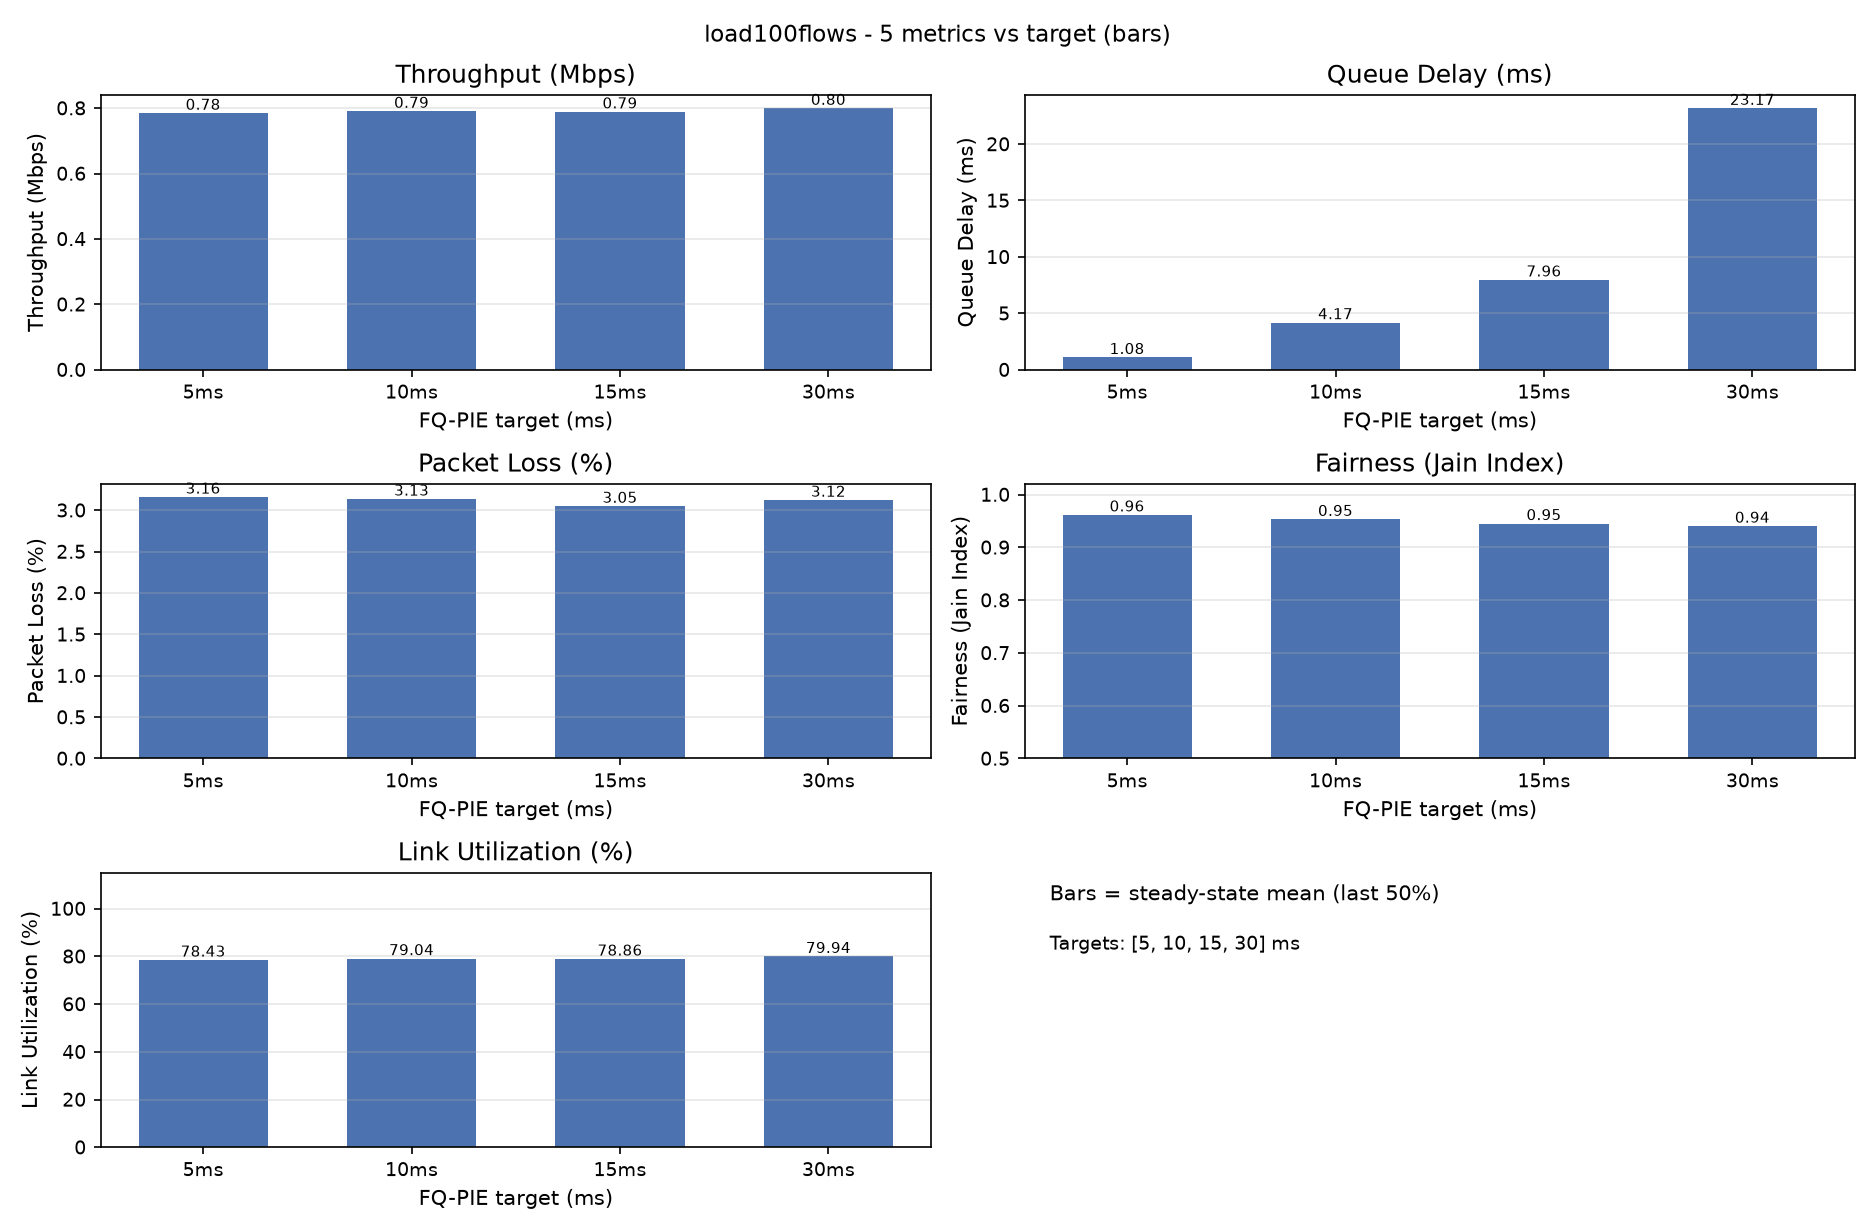 load100flows - 5 metrics vs target (bars)
Throughput (Mbps)
Throughput (Mbps)
0.8
0.6
0.4
0.2
0.0
0.78
0.79
0.79
0.80
5ms
10ms
15ms
30ms
FQ-PIE target (ms)
Queue Delay (ms)
Queue Delay (ms)
20
15
10
5
0
1.08
4.17
7.96
23.17
5ms
10ms
15ms
30ms
FQ-PIE target (ms)
Packet Loss (%)
Packet Loss (%)
3.0
2.5
2.0
1.5
1.0
0.5
0.0
3.16
3.13
3.05
3.12
5ms
10ms
15ms
30ms
FQ-PIE target (ms)
Fairness (Jain Index)
Fairness (Jain Index)
1.0
0.9
0.8
0.7
0.6
0.5
0.96
0.95
0.95
0.94
5ms
10ms
15ms
30ms
FQ-PIE target (ms)
Link Utilization (%)
Link Utilization (%)
100
80
60
40
20
0
78.43
79.04
78.86
79.94
5ms
10ms
15ms
30ms
FQ-PIE target (ms)
Bars = steady-state mean (last 50%)
Targets: [5, 10, 15, 30] ms